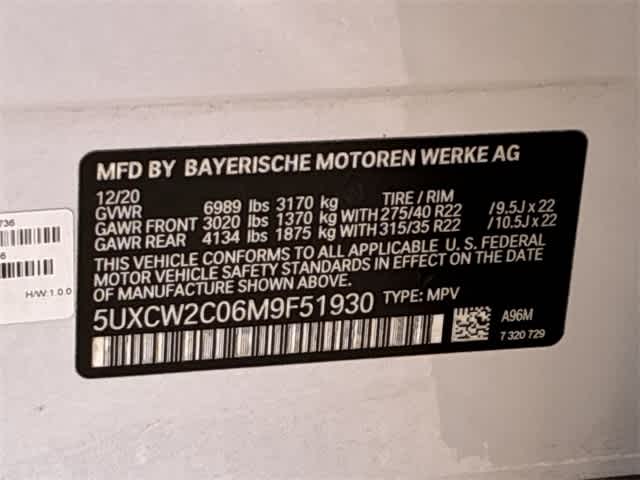 MFD BY BAYERISCHE MOTOREN WERKE AG
12/20 TIRE / RIM
GVWR 6989 lbs 3170 kg
GAWR FRONT 3020 lbs 1370 kg WITH 275/40 R22 / 9.5J x 22
GAWR REAR 4134 lbs 1875 kg WITH 315/35 R22 / 10.5J x 22
THIS VEHICLE CONFORMS TO ALL APPLICABLE U. S. FEDERAL
MOTOR VEHICLE SAFETY STANDARDS IN EFFECT ON THE DATE
OF MANUFACTURE SHOWN ABOVE.
5UXCW2C06M9F51930 TYPE: MPV
A96M
7 320 729
736
6
H/W:1.0.0